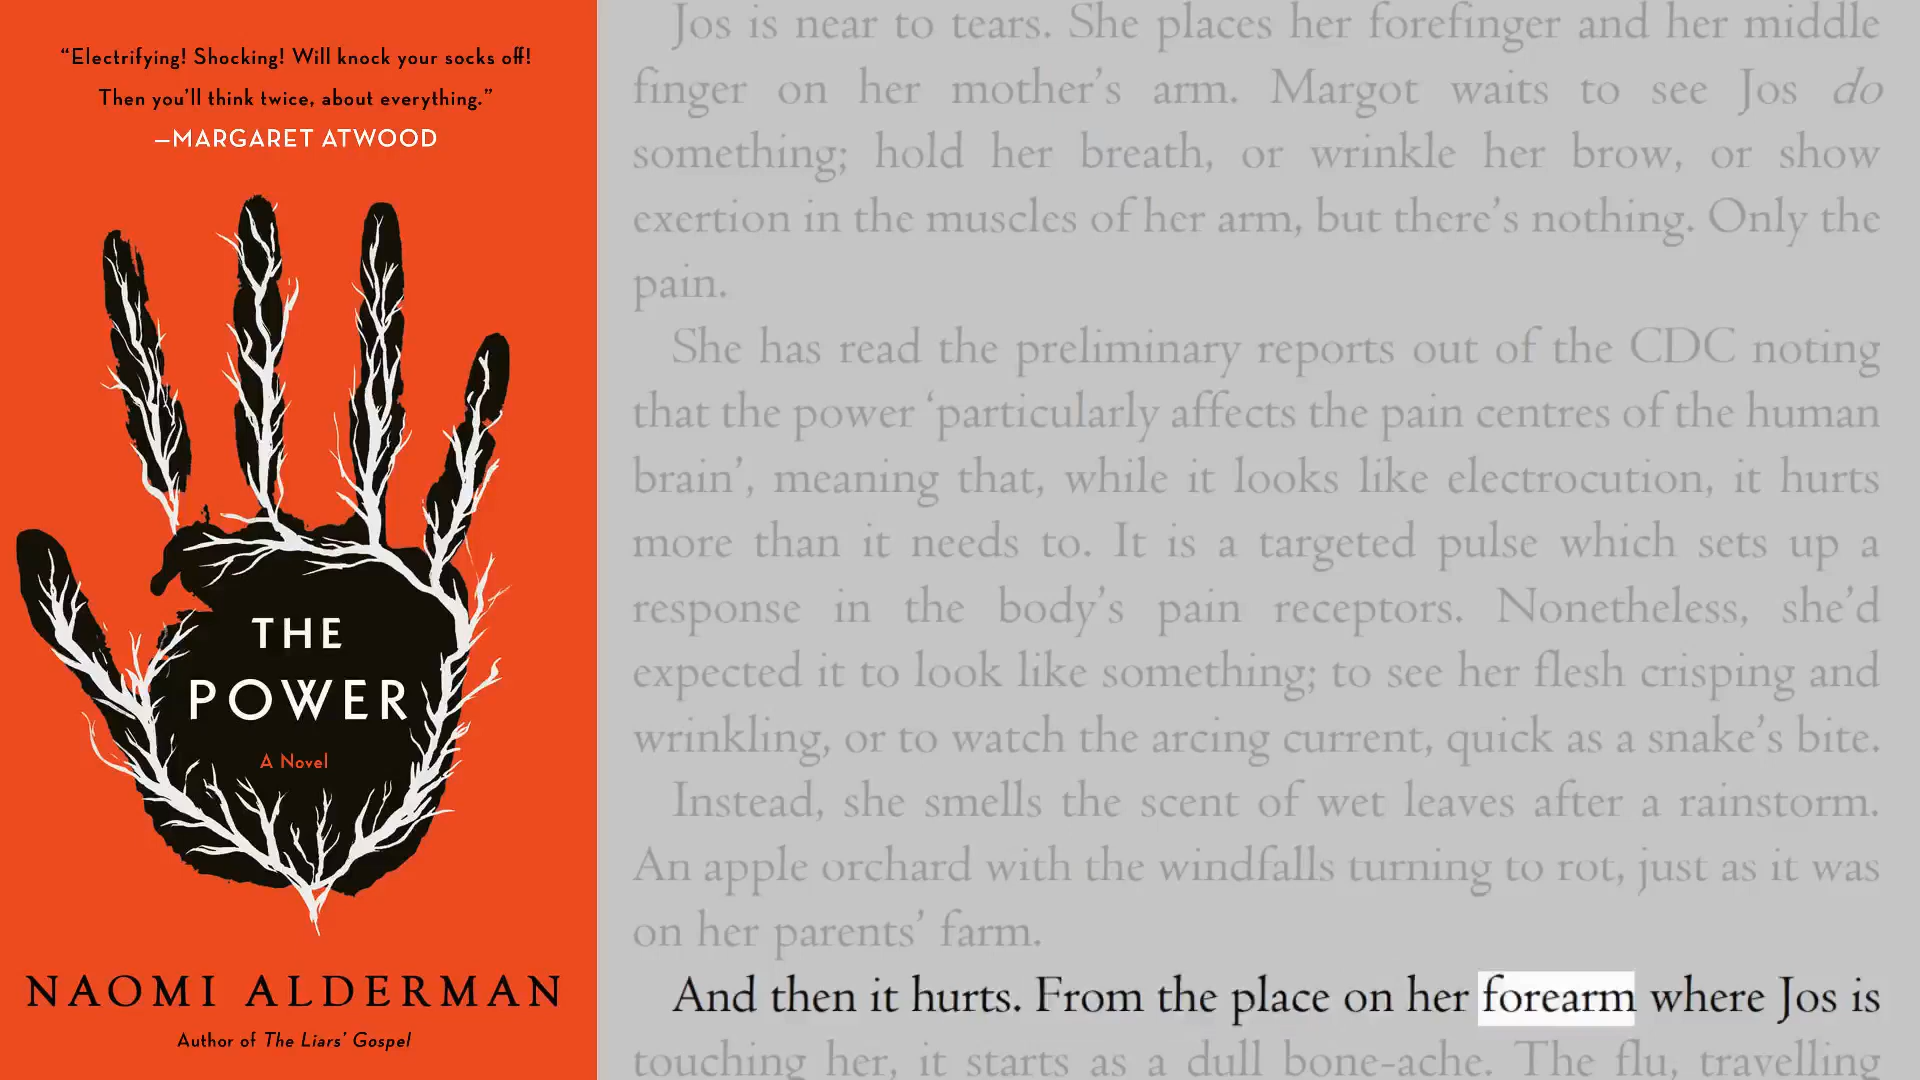 “Electrifying! Shocking! Will knock your socks off!
Then you’ll think twice, about everything.”
—MARGARET ATWOOD
THE
POWER
A Novel
NAOMI ALDERMAN
Author of The Liars’ Gospel
Jos is near to tears. She places her forefinger and her middle
finger on her mother’s arm. Margot waits to see Jos do
something; hold her breath, or wrinkle her brow, or show
exertion in the muscles of her arm, but there’s nothing. Only the
pain.
She has read the preliminary reports out of the CDC noting
that the power ‘particularly affects the pain centres of the human
brain’, meaning that, while it looks like electrocution, it hurts
more than it needs to. It is a targeted pulse which sets up a
response in the body’s pain receptors. Nonetheless, she’d
expected it to look like something; to see her flesh crisping and
wrinkling, or to watch the arcing current, quick as a snake’s bite.
Instead, she smells the scent of wet leaves after a rainstorm.
An apple orchard with the windfalls turning to rot, just as it was
on her parents’ farm.
And then it hurts. From the place on her forearm where Jos is
touching her, it starts as a dull bone-ache. The flu, travelling